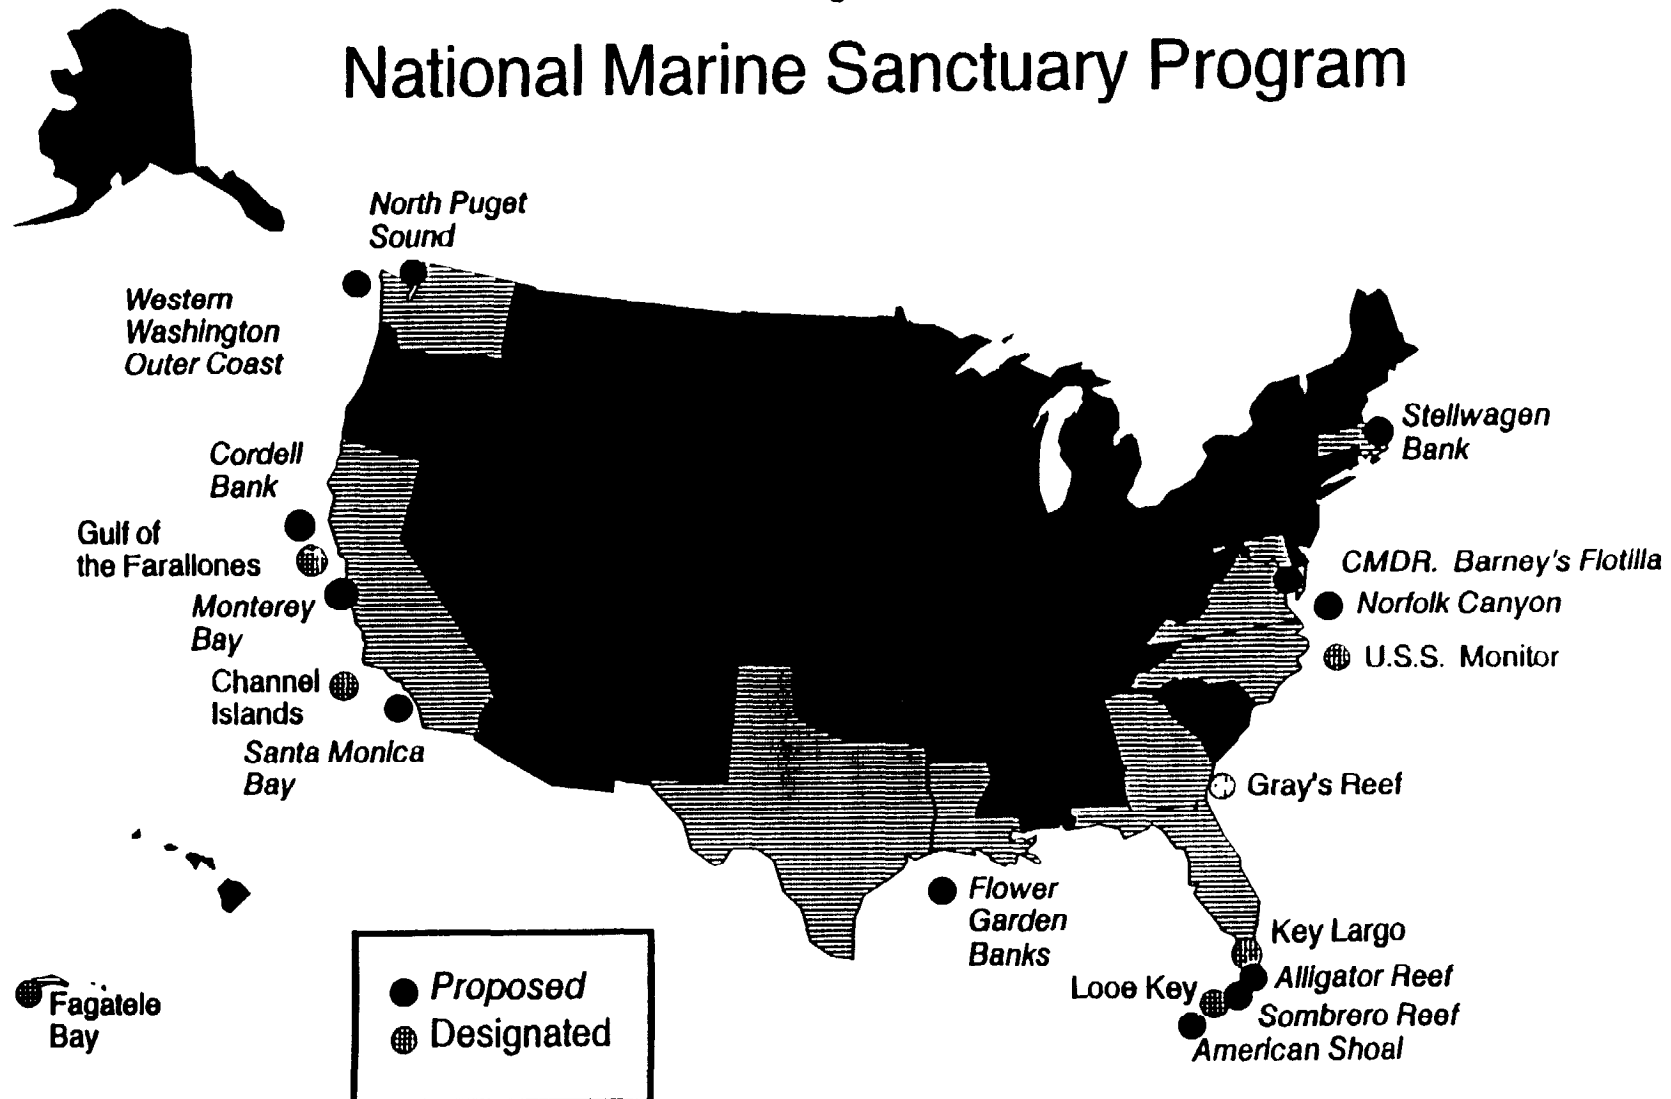 National Marine Sanctuary Program
North Puget
Sound
Western
Washington
Outer Coast
Stellwagen
Bank
Cordell
Bank
Gulf of
the Farallones
CMDR. Barney's Flotilla
Norfolk Canyon
Monterey
Bay
U.S.S. Monitor
Channel
Islands
Santa Monica
Bay
Gray's Reef
Flower
Garden
Banks
Key Largo
Alligator Reef
Looe Key
Sombrero Reef
American Shoal
Fagatele
Bay
Proposed
Designated